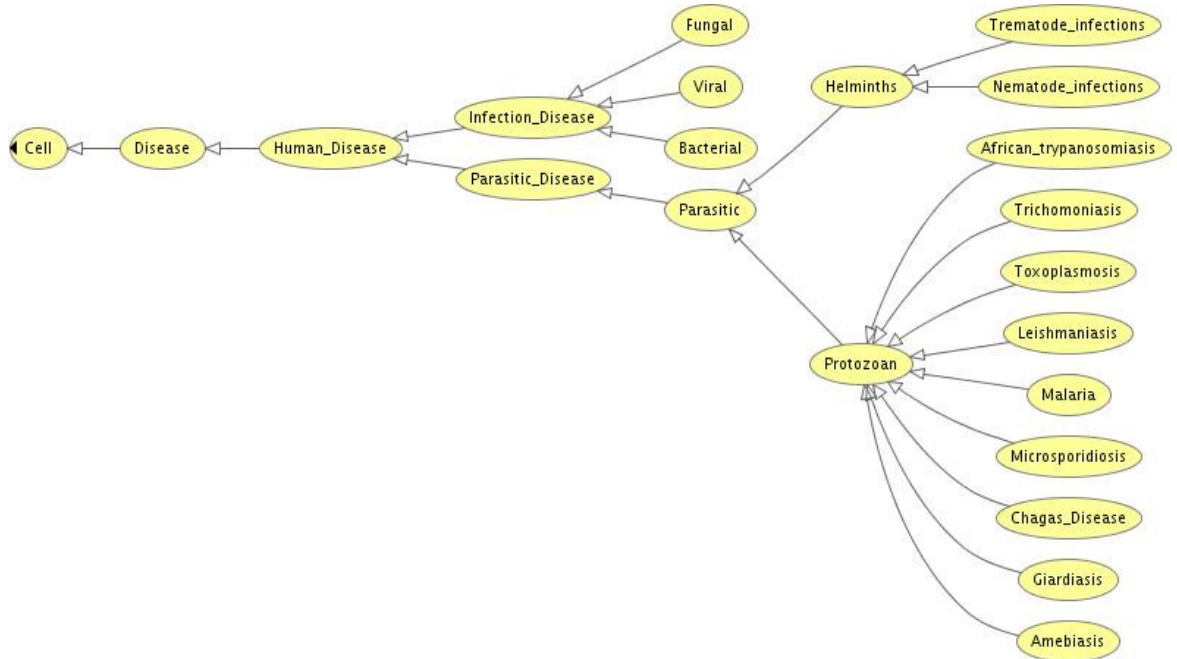 Cell
Disease
Human_Disease
Infection_Disease
Parasitic_Disease
Fungal
Viral
Bacterial
Parasitic
Helminths
Protozoan
Trematode_infections
Nematode_infections
African_trypanosomiasis
Trichomoniasis
Toxoplasmosis
Leishmaniasis
Malaria
Microsporidiosis
Chagas_Disease
Giardiasis
Amebiasis